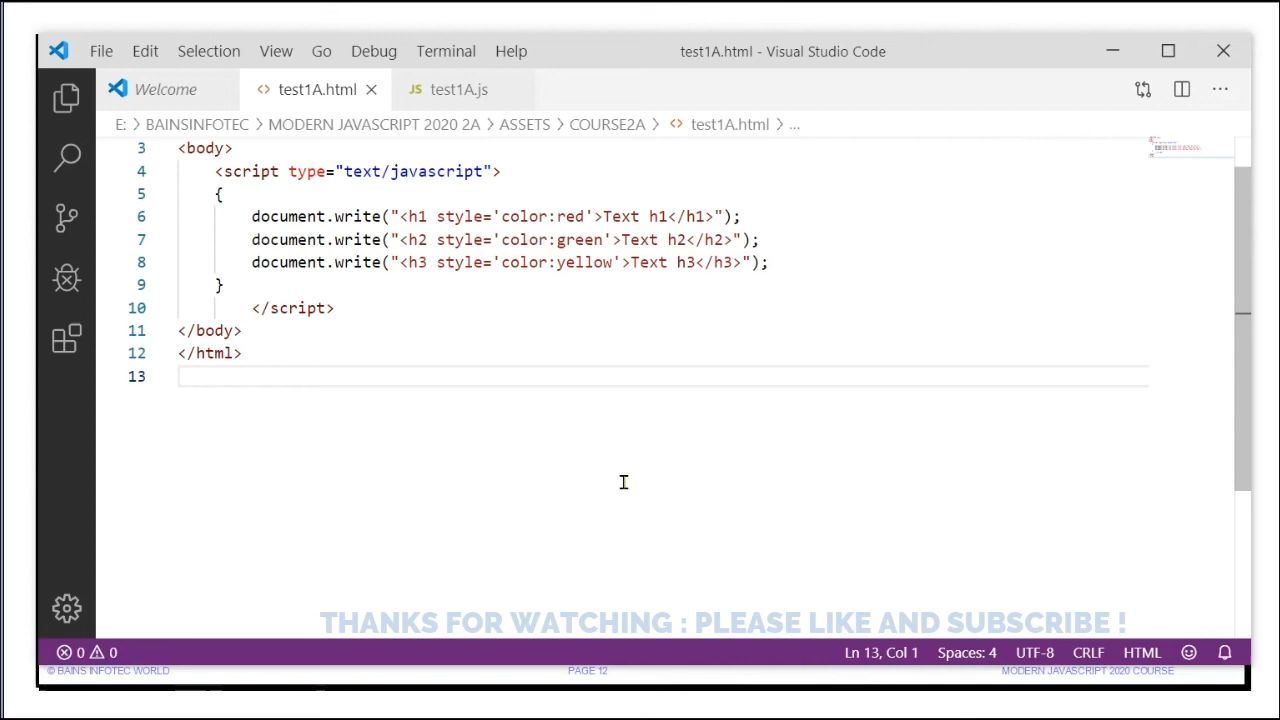 File Edit Selection View Go Debug Terminal Help test1A.html - Visual Studio Code
Welcome <> test1A.html JS test1A.js ...
E: > BAINSINFOTEC > MODERN JAVASCRIPT 2020 2A > ASSETS > COURSE2A > <> test1A.html > ...
3 <body>
4 <script type="text/javascript">
5 {
6 document.write("<h1 style='color:red'>Text h1</h1>");
7 document.write("<h2 style='color:green'>Text h2</h2>");
8 document.write("<h3 style='color:yellow'>Text h3</h3>");
9 }
10 </script>
11 </body>
12 </html>
13
THANKS FOR WATCHING : PLEASE LIKE AND SUBSCRIBE !
0 0 Ln 13, Col 1 Spaces: 4 UTF-8 CRLF HTML
© BAINS INFOTEC WORLD PAGE 12 MODERN JAVASCRIPT 2020 COURSE